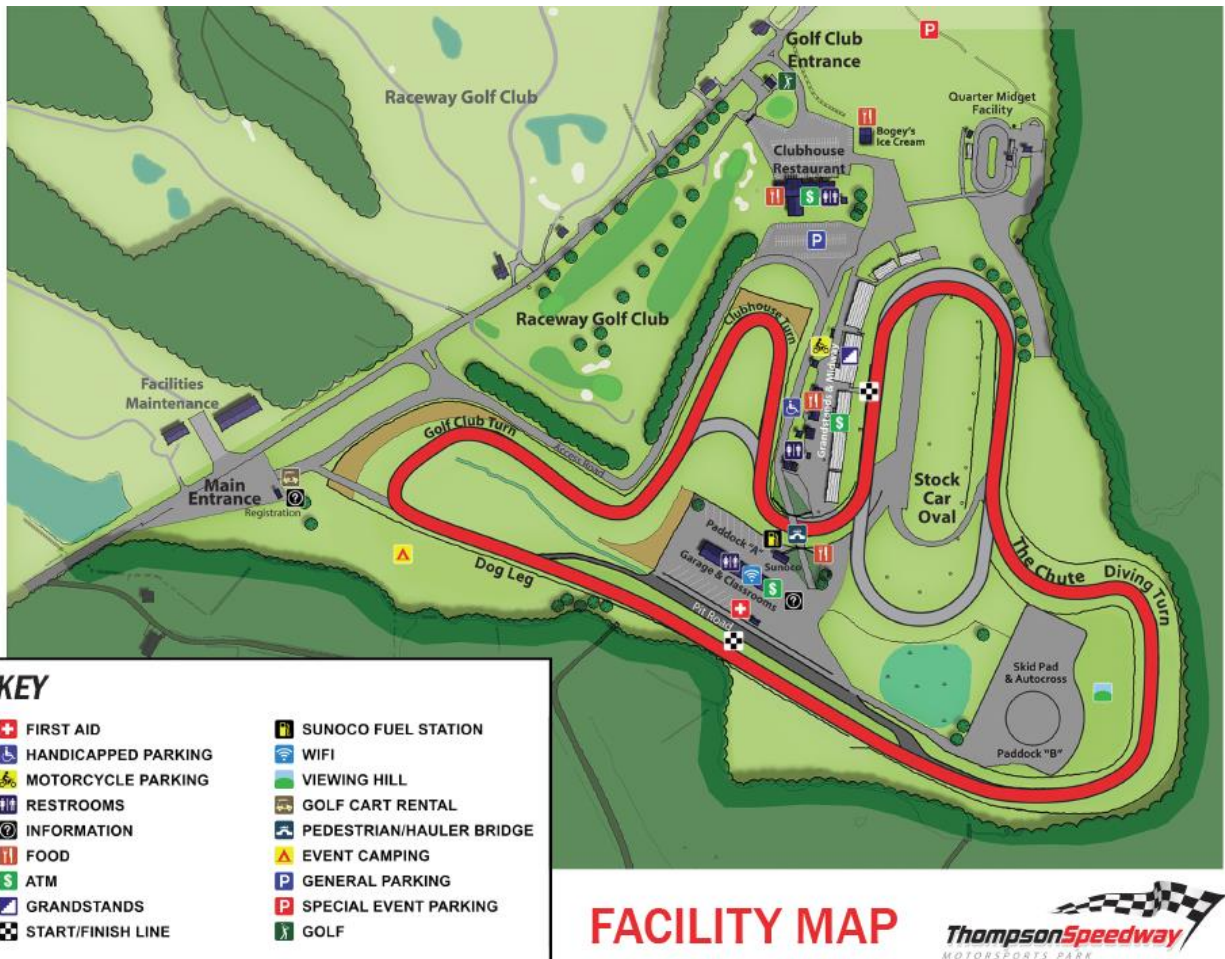 Golf Club
Entrance
P
Raceway Golf Club
Quarter Midget
Facility
Bogey's
Ice Cream
Clubhouse
Restaurant
$
P
Clubhouse Turn
Raceway Golf Club
Grandstands & Midway
$
Facilities
Maintenance
Golf Club Turn
Access Road
Main
Entrance
Registration
?
Stock
Car
Oval
Paddock "A"
Sunoco
Garage & Classrooms
$
?
Dog Leg
Pit Road
The Chute
Diving Turn
Skid Pad
& Autocross
Paddock "B"
KEY
FIRST AID
HANDICAPPED PARKING
MOTORCYCLE PARKING
RESTROOMS
? INFORMATION
FOOD
$ ATM
GRANDSTANDS
START/FINISH LINE
SUNOCO FUEL STATION
WIFI
VIEWING HILL
GOLF CART RENTAL
PEDESTRIAN/HAULER BRIDGE
EVENT CAMPING
P GENERAL PARKING
P SPECIAL EVENT PARKING
GOLF
FACILITY MAP
ThompsonSpeedway
MOTORSPORTS PARK